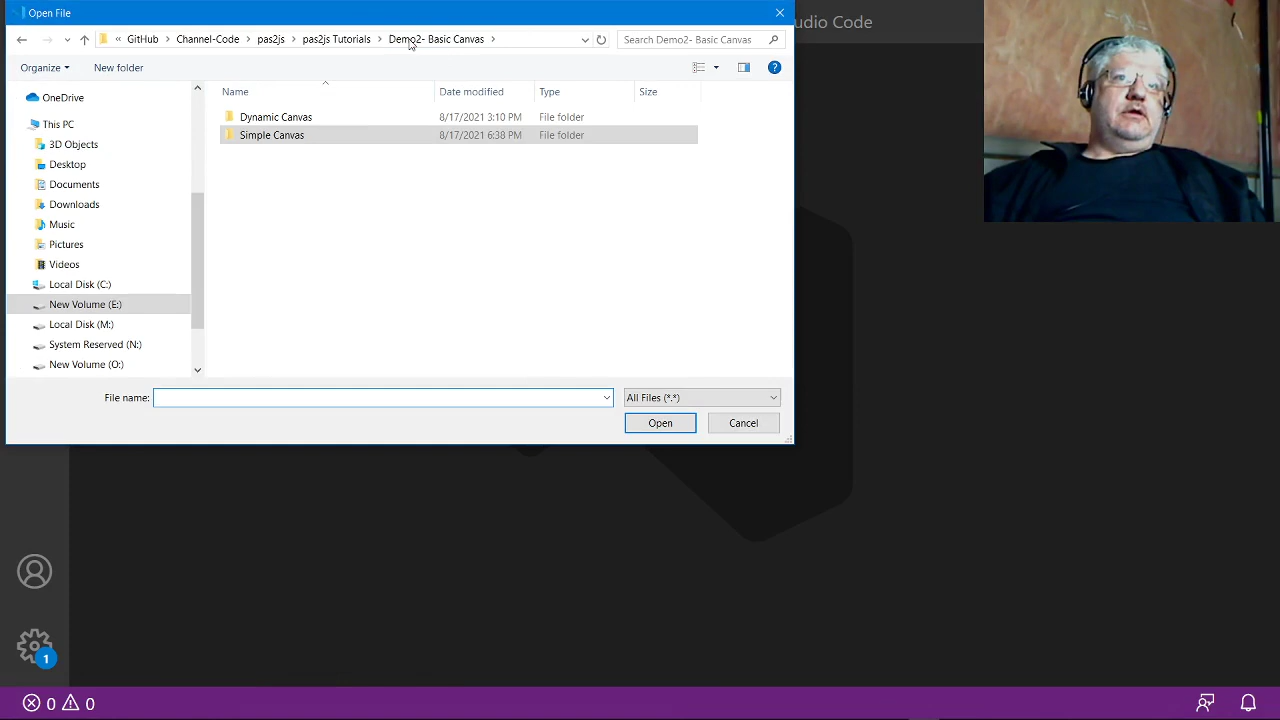 Open File
udio Code
« GitHub > Channel-Code > pas2js > pas2js Tutorials > Demo2- Basic Canvas >
Search Demo2- Basic Canvas
Organize
New folder
Name Date modified Type Size
OneDrive
This PC
3D Objects
Desktop
Documents
Downloads
Music
Pictures
Videos
Local Disk (C:)
New Volume (E:)
Local Disk (M:)
System Reserved (N:)
New Volume (O:)
Dynamic Canvas 8/17/2021 3:10 PM File folder
Simple Canvas 8/17/2021 6:38 PM File folder
File name:
All Files (*.*)
Open
Cancel
1
0 0